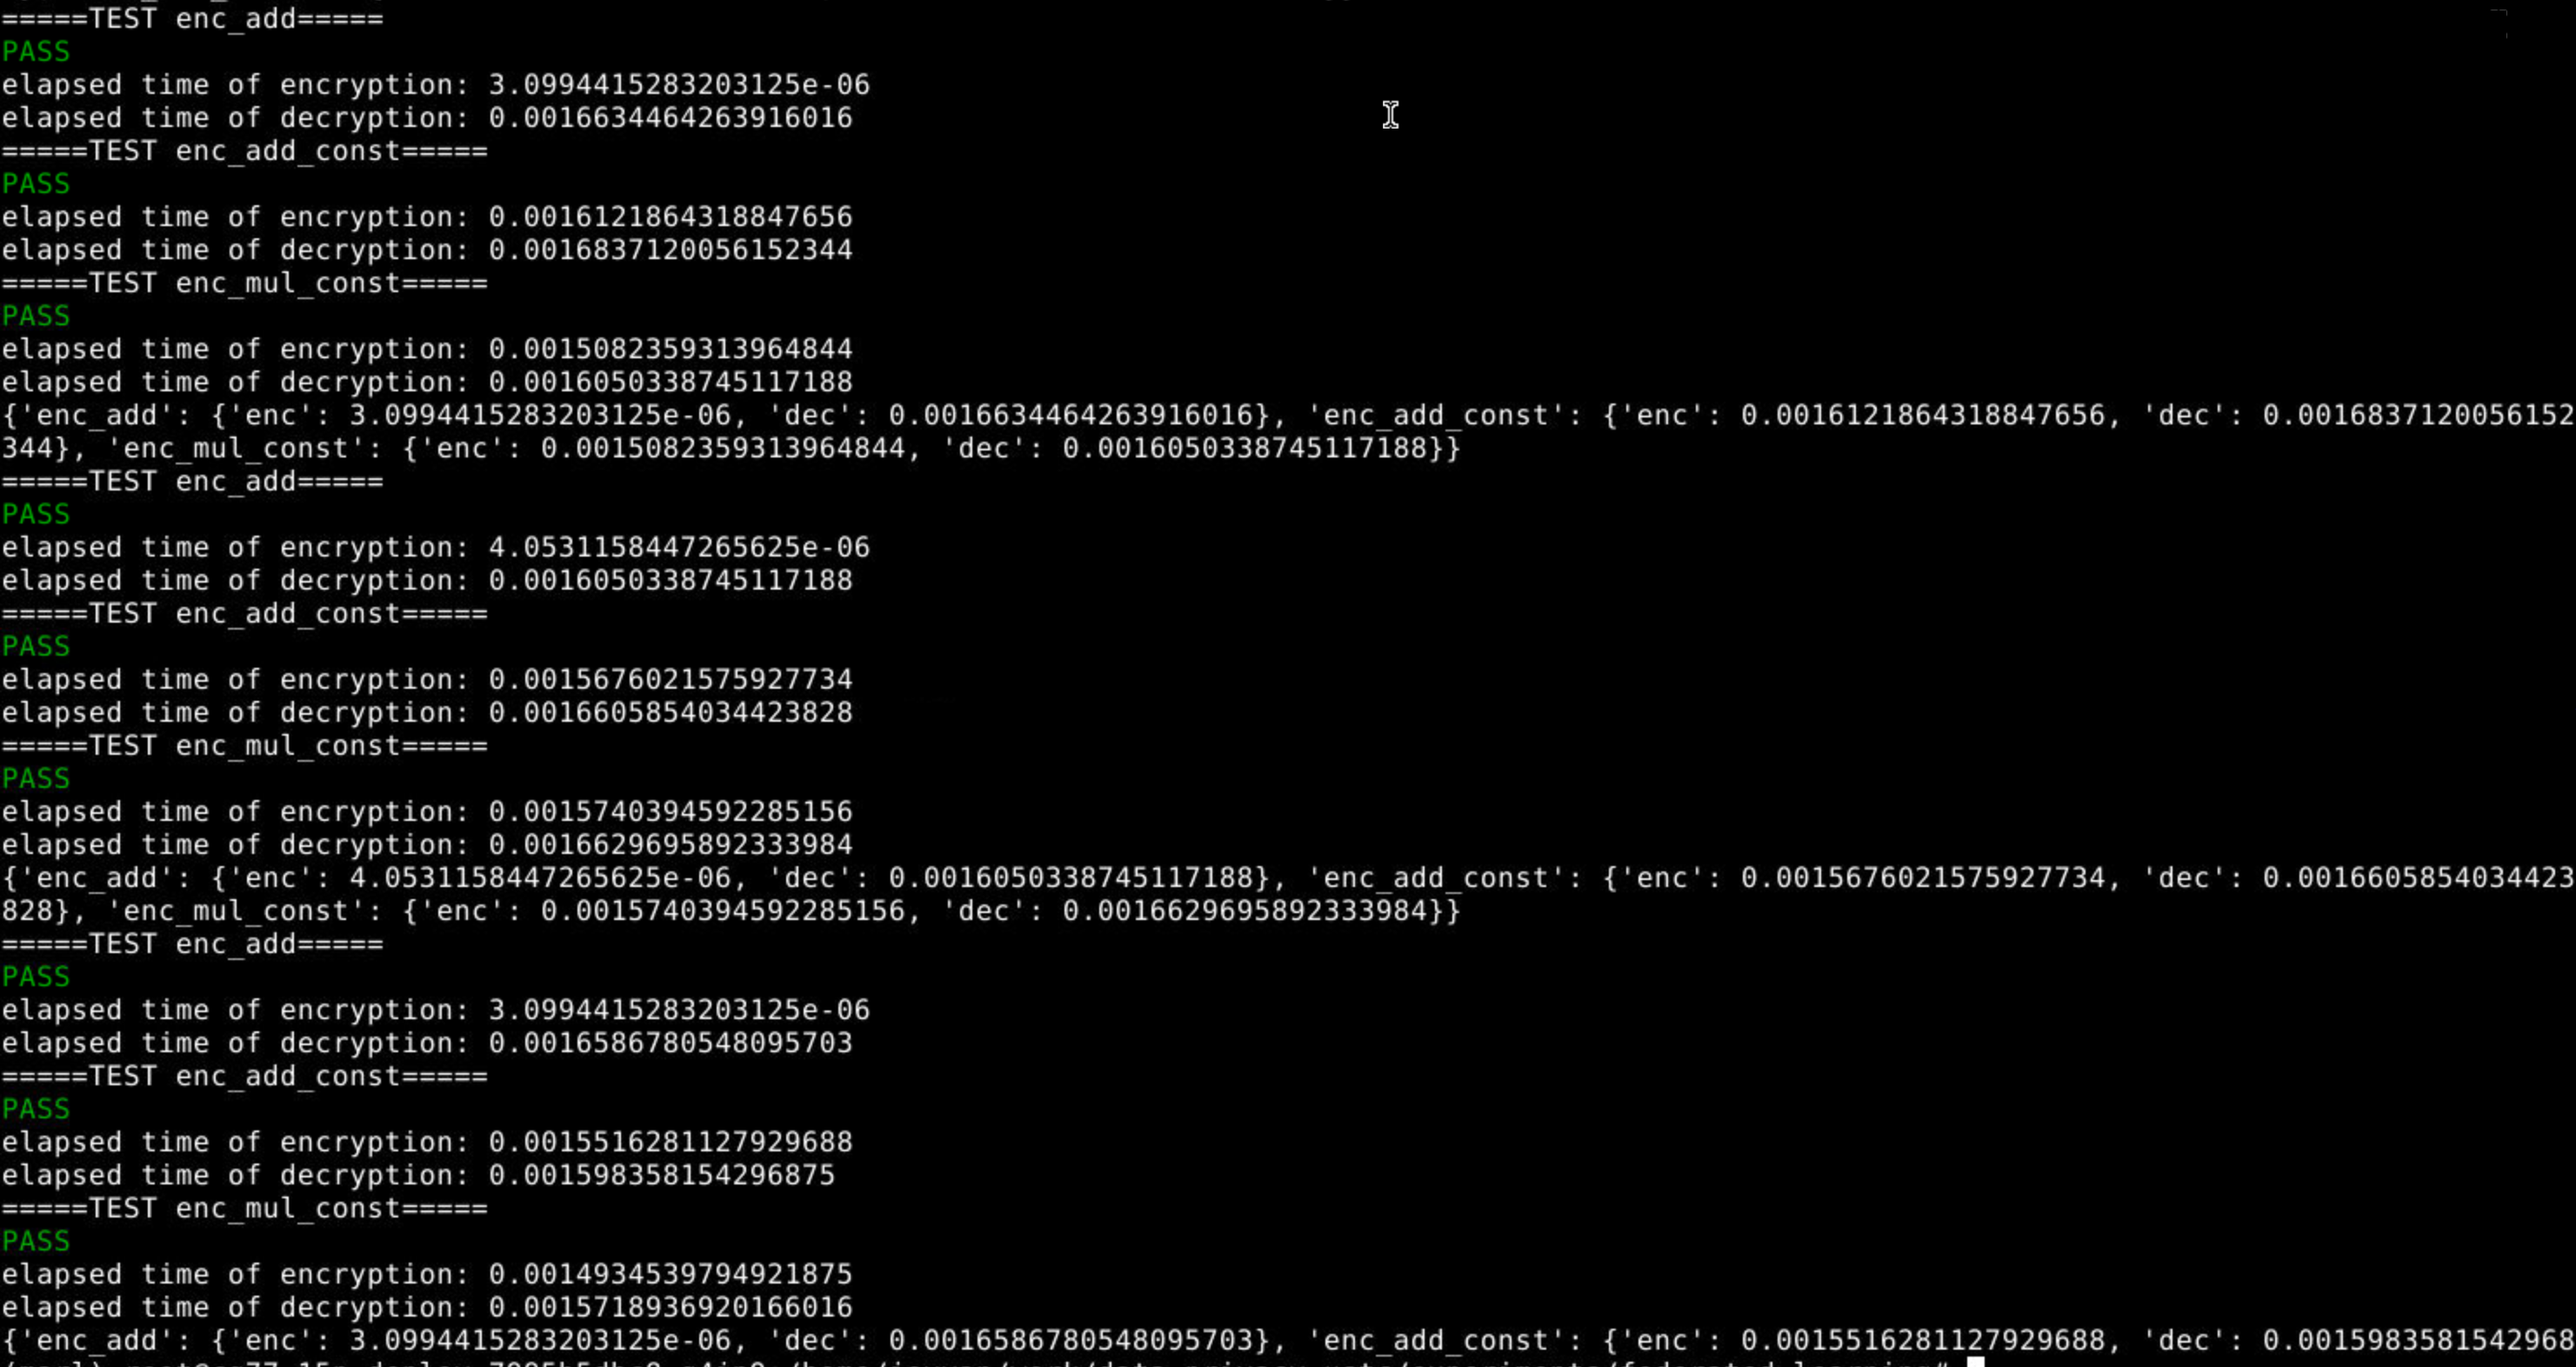 =====TEST enc_add=====
PASS
elapsed time of encryption: 3.0994415283203125e-06
elapsed time of decryption: 0.0016634464263916016
=====TEST enc_add_const=====
PASS
elapsed time of encryption: 0.0016121864318847656
elapsed time of decryption: 0.0016837120056152344
=====TEST enc_mul_const=====
PASS
elapsed time of encryption: 0.0015082359313964844
elapsed time of decryption: 0.0016050338745117188
{'enc_add': {'enc': 3.0994415283203125e-06, 'dec': 0.0016634464263916016}, 'enc_add_const': {'enc': 0.0016121864318847656, 'dec': 0.0016837120056152
344}, 'enc_mul_const': {'enc': 0.0015082359313964844, 'dec': 0.0016050338745117188}}
=====TEST enc_add=====
PASS
elapsed time of encryption: 4.0531158447265625e-06
elapsed time of decryption: 0.0016050338745117188
=====TEST enc_add_const=====
PASS
elapsed time of encryption: 0.0015676021575927734
elapsed time of decryption: 0.0016605854034423828
=====TEST enc_mul_const=====
PASS
elapsed time of encryption: 0.0015740394592285156
elapsed time of decryption: 0.0016629695892333984
{'enc_add': {'enc': 4.0531158447265625e-06, 'dec': 0.0016050338745117188}, 'enc_add_const': {'enc': 0.0015676021575927734, 'dec': 0.0016605854034423
828}, 'enc_mul_const': {'enc': 0.0015740394592285156, 'dec': 0.0016629695892333984}}
=====TEST enc_add=====
PASS
elapsed time of encryption: 3.0994415283203125e-06
elapsed time of decryption: 0.0016586780548095703
=====TEST enc_add_const=====
PASS
elapsed time of encryption: 0.0015516281127929688
elapsed time of decryption: 0.001598358154296875
=====TEST enc_mul_const=====
PASS
elapsed time of encryption: 0.0014934539794921875
elapsed time of decryption: 0.0015718936920166016
{'enc_add': {'enc': 3.0994415283203125e-06, 'dec': 0.0016586780548095703}, 'enc_add_const': {'enc': 0.0015516281127929688, 'dec': 0.0015983581542968